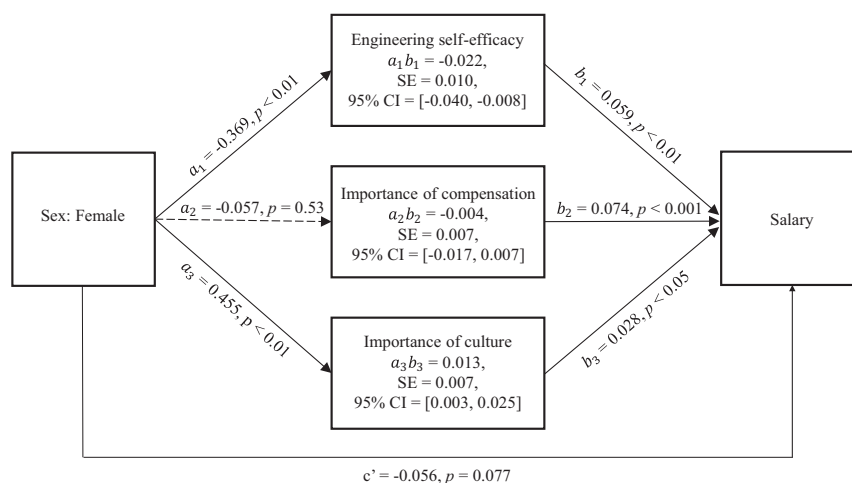 Engineering self-efficacy
a₁b₁ = -0.022,
SE = 0.010,
95% CI = [-0.040, -0.008]
a₁ = -0.369, p < 0.01
b₁ = 0.059, p < 0.01
Sex: Female
a₂ = -0.057, p = 0.53
Importance of compensation
a₂b₂ = -0.004,
SE = 0.007,
95% CI = [-0.017, 0.007]
b₂ = 0.074, p < 0.001
Salary
a₃ = 0.455, p < 0.01
Importance of culture
a₃b₃ = 0.013,
SE = 0.007,
95% CI = [0.003, 0.025]
b₃ = 0.028, p < 0.05
c’ = -0.056, p = 0.077